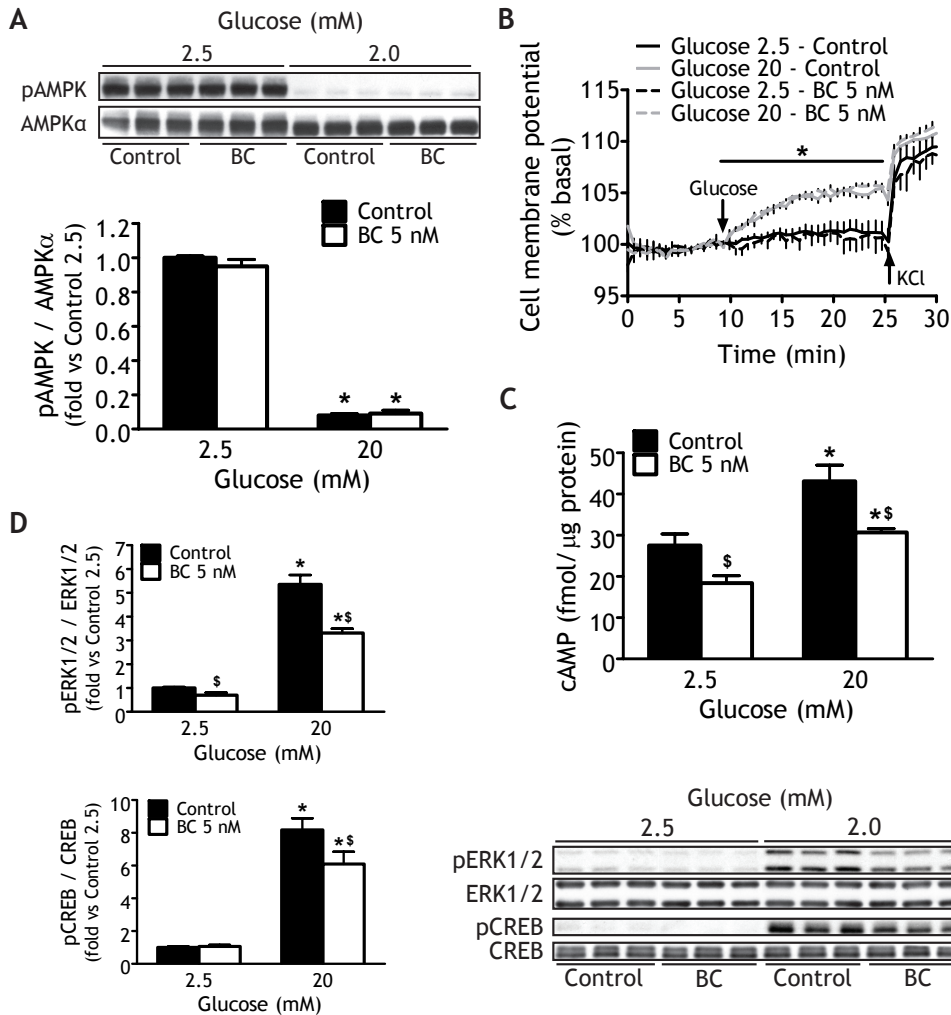 A
Glucose (mM)
2.5 2.0
pAMPK
AMPKα
Control BC Control BC
Control
BC 5 nM
pAMPK / AMPKα
(fold vs Control 2.5)
1.2
1.0
0.8
0.6
0.4
0.2
0.0
* *
2.5 20
Glucose (mM)
B
Glucose 2.5 - Control
Glucose 20 - Control
Glucose 2.5 - BC 5 nM
Glucose 20 - BC 5 nM
Cell membrane potential
(% basal)
115
110
105
100
95
*
Glucose
KCl
0 5 10 15 20 25 30
Time (min)
C
Control
BC 5 nM
cAMP (fmol/ μg protein)
50
40
30
20
10
0
$ * *$
2.5 20
Glucose (mM)
D
Control
BC 5 nM
pERK1/2 / ERK1/2
(fold vs Control 2.5)
7
6
5
4
3
2
1
0
$ * *$
2.5 20
Glucose (mM)
Control
BC 5 nM
pCREB / CREB
(fold vs Control 2.5)
10
8
6
4
2
0
* *$
2.5 20
Glucose (mM)
Glucose (mM)
2.5 2.0
pERK1/2
ERK1/2
pCREB
CREB
Control BC Control BC